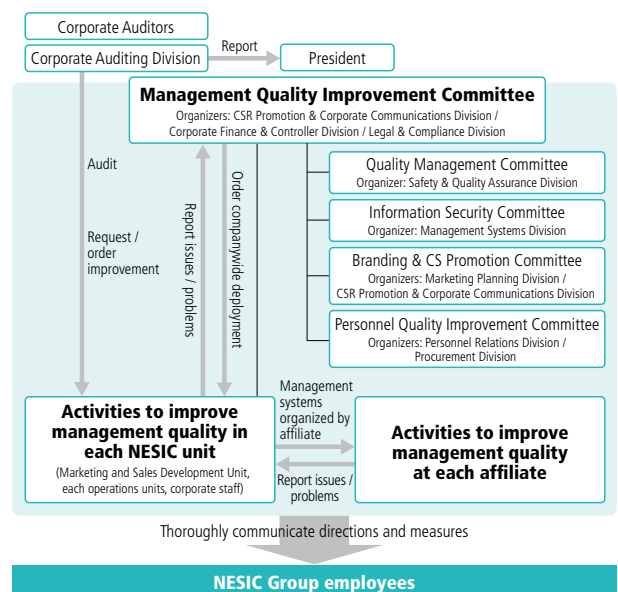 Corporate Auditors
Corporate Auditing Division
Report
President
Management Quality Improvement Committee
Organizers: CSR Promotion & Corporate Communications Division /
Corporate Finance & Controller Division / Legal & Compliance Division
Audit
Request /
order
improvement
Report issues / problems
Order companywide deployment
Quality Management Committee
Organizer: Safety & Quality Assurance Division
Information Security Committee
Organizer: Management Systems Division
Branding & CS Promotion Committee
Organizers: Marketing Planning Division /
CSR Promotion & Corporate Communications Division
Personnel Quality Improvement Committee
Organizers: Personnel Relations Division /
Procurement Division
Activities to improve
management quality in
each NESIC unit
(Marketing and Sales Development Unit,
each operations units, corporate staff)
Management
systems
organized by
affiliate
Report issues /
problems
Activities to improve
management quality
at each affiliate
Thoroughly communicate directions and measures
NESIC Group employees